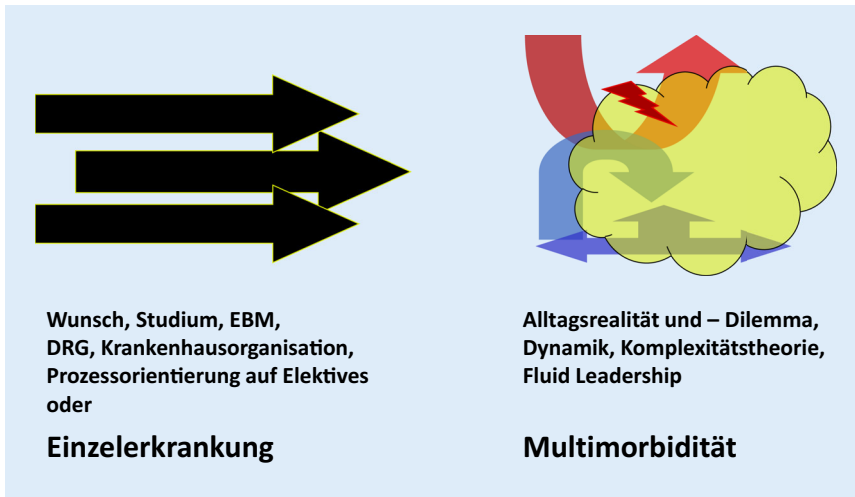 Wunsch, Studium, EBM,
DRG, Krankenhausorganisation,
Prozessorientierung auf Elektives
oder
Einzelerkrankung
Alltagsrealität und – Dilemma,
Dynamik, Komplexitätstheorie,
Fluid Leadership
Multimorbidität